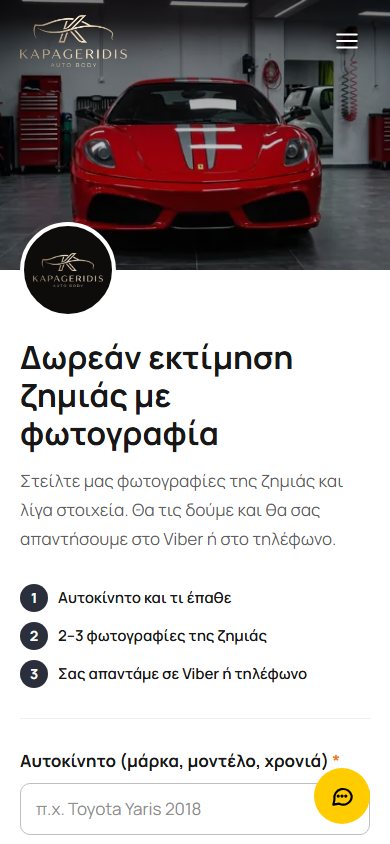 KAPAGERIDIS
AUTO BODY
KAPAGERIDIS
AUTO BODY
Δωρεάν εκτίμηση
ζημιάς με
φωτογραφία
Στείλτε μας φωτογραφίες της ζημιάς και
λίγα στοιχεία. Θα τις δούμε και θα σας
απαντήσουμε στο Viber ή στο τηλέφωνο.
1 Αυτοκίνητο και τι έπαθε
2 2–3 φωτογραφίες της ζημιάς
3 Σας απαντάμε σε Viber ή τηλέφωνο
Αυτοκίνητο (μάρκα, μοντέλο, χρονιά) *
π.χ. Toyota Yaris 2018